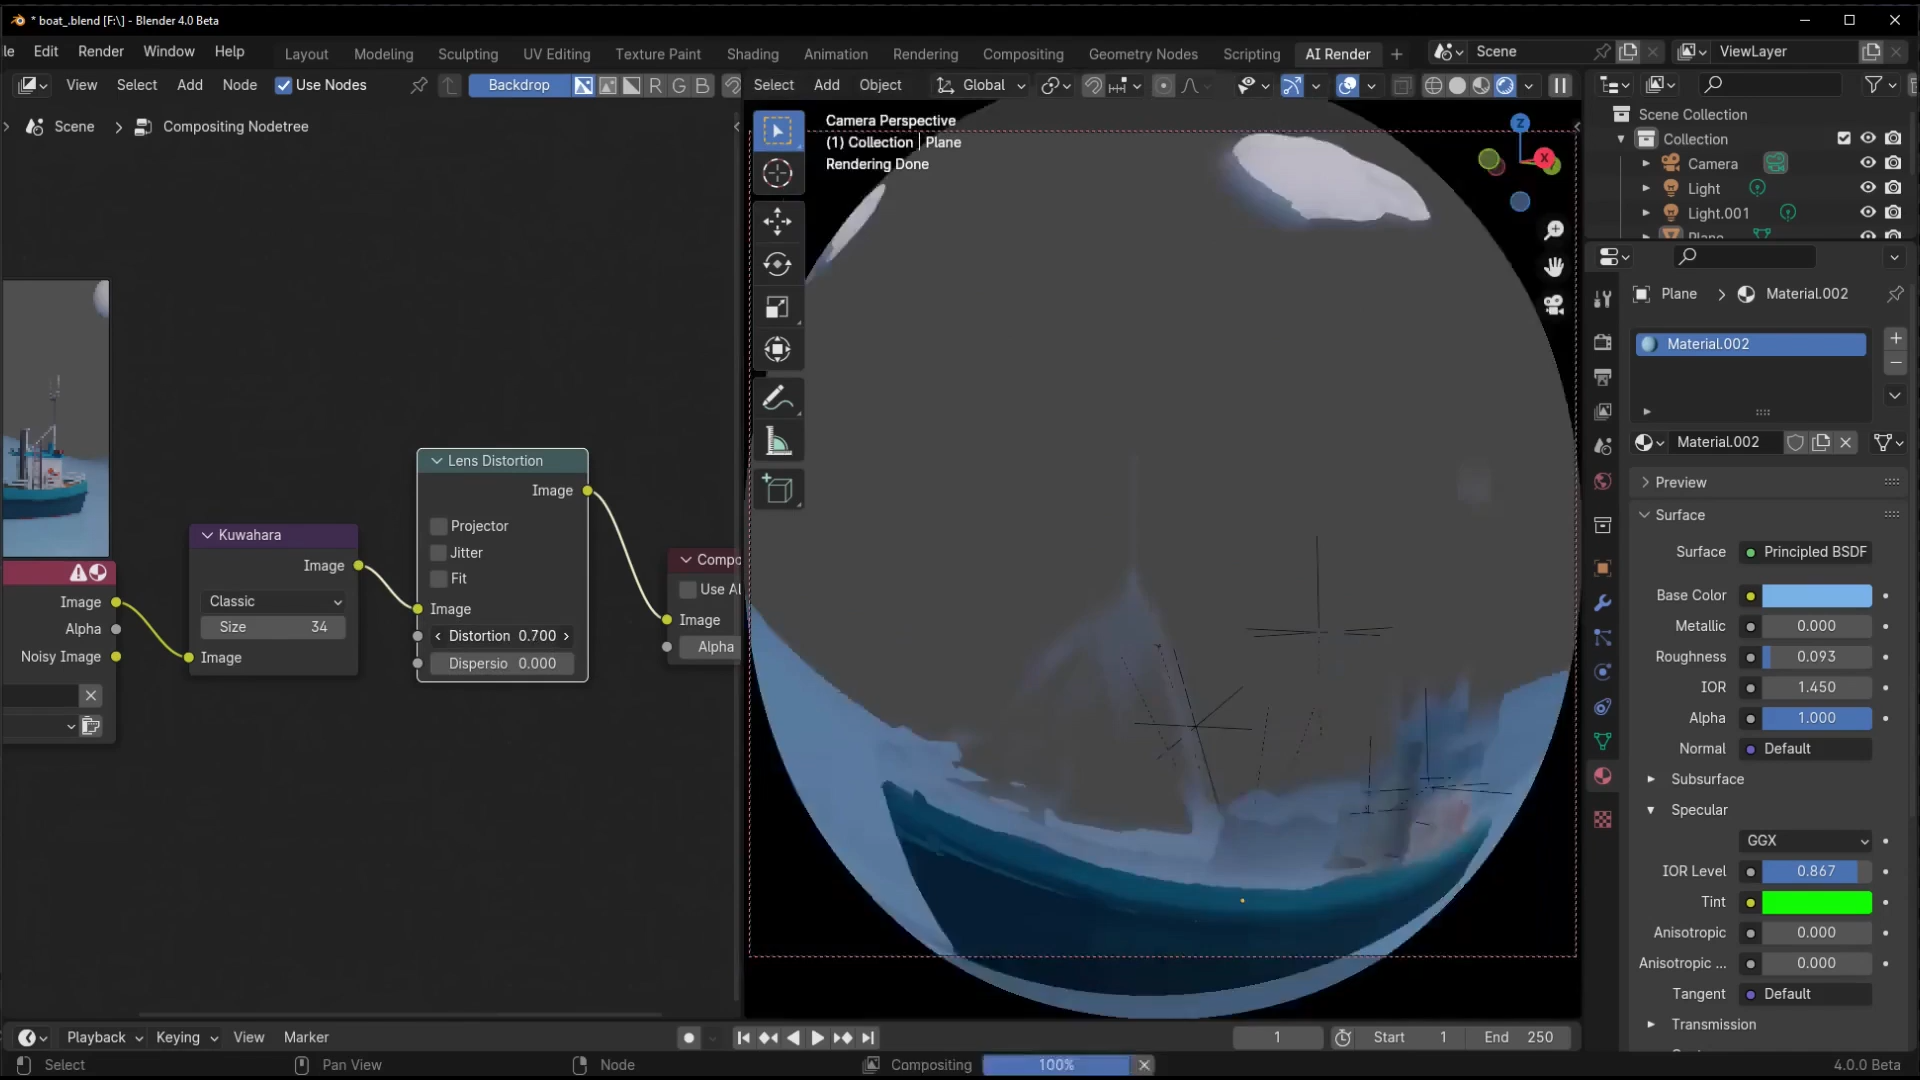 * boat_.blend [F:\] - Blender 4.0 Beta
le Edit Render Window Help Layout Modeling Sculpting UV Editing Texture Paint Shading Animation Rendering Compositing Geometry Nodes Scripting AI Render + Scene ViewLayer
View Select Add Node Use Nodes Backdrop R G B Select Add Object Global
Scene > Compositing Nodetree
Camera Perspective
(1) Collection | Plane
Rendering Done
Z
X
Scene Collection
Collection
Camera
Light
Light.001
Plane
Plane > Material.002
Material.002
Material.002
Preview
Surface
Surface Principled BSDF
Base Color
Metallic 0.000
Roughness 0.093
IOR 1.450
Alpha 1.000
Normal Default
Subsurface
Specular
GGX
IOR Level 0.867
Tint
Anisotropic 0.000
Anisotropic ... 0.000
Tangent Default
Transmission
Image
Alpha
Noisy Image
Kuwahara
Image
Classic
Size 34
Image
Lens Distortion
Image
Projector
Jitter
Fit
Image
Distortion 0.700
Dispersio 0.000
Compo
Use Al
Image
Alpha
Playback Keying View Marker 1 Start 1 End 250
Select Pan View Node Compositing 100% 4.0.0 Beta